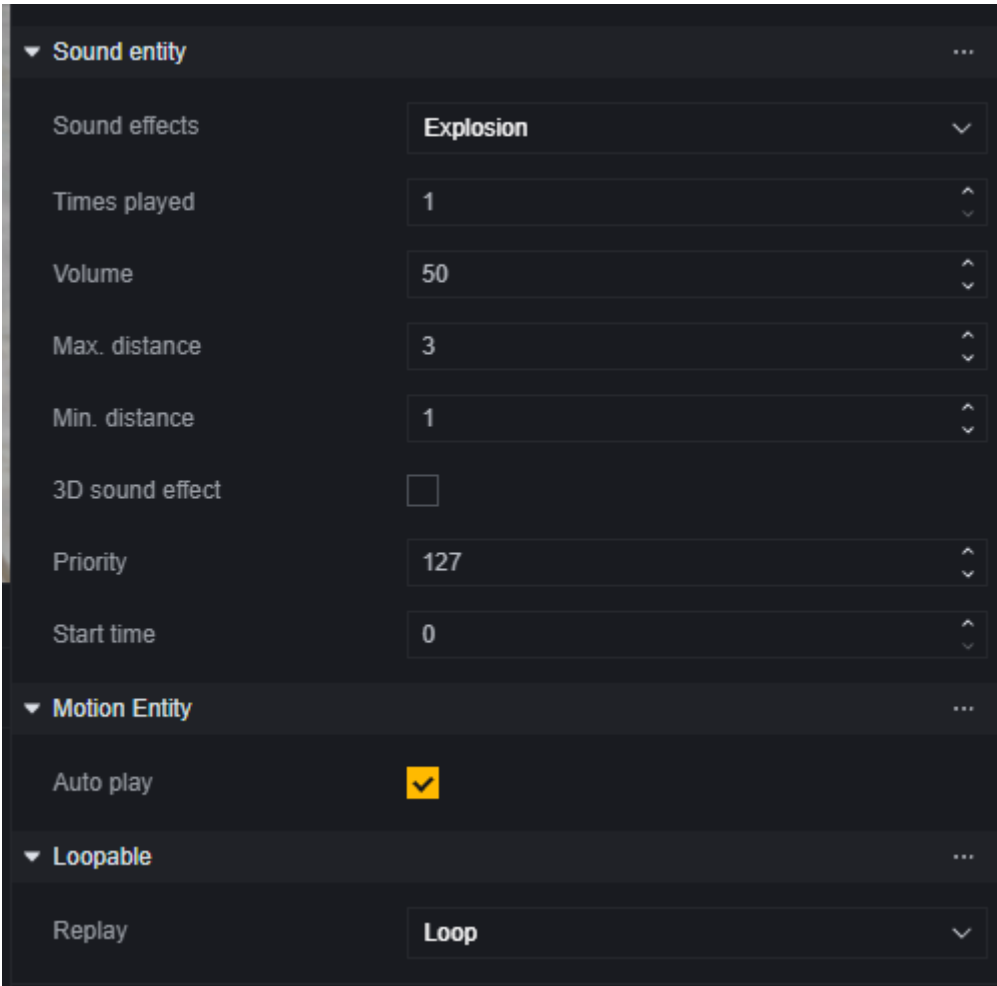 Sound entity
Sound effects Explosion
Times played 1
Volume 50
Max. distance 3
Min. distance 1
3D sound effect
Priority 127
Start time 0
Motion Entity
Auto play
Loopable
Replay Loop